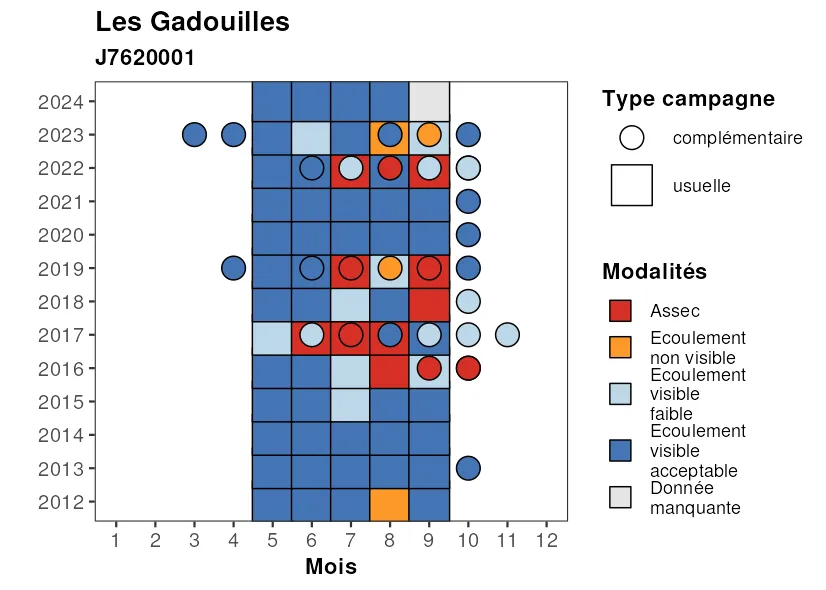 Les Gadouilles
J7620001
2024
2023
2022
2021
2020
2019
2018
2017
2016
2015
2014
2013
2012
1 2 3 4 5 6 7 8 9 10 11 12
Mois
Type campagne
complémentaire
usuelle
Modalités
Assec
Ecoulement
non visible
Ecoulement
visible
faible
Ecoulement
visible
acceptable
Donnée
manquante